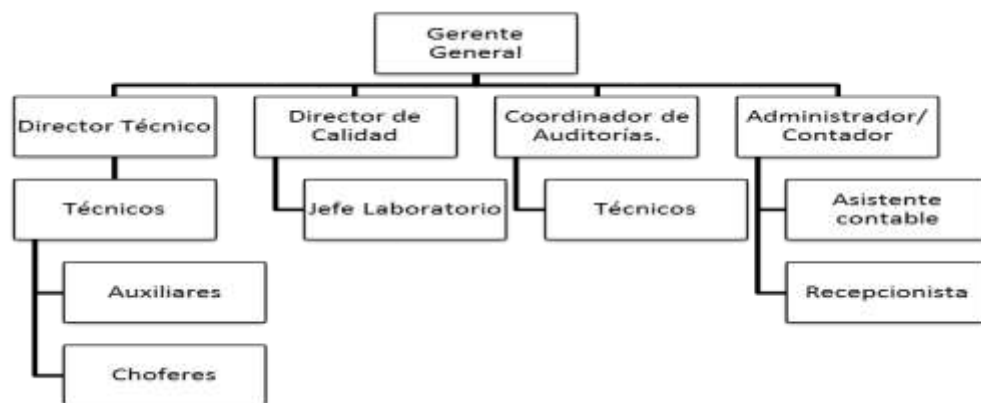 Gerente
General
Director Técnico
Director de
Calidad
Coordinador de
Auditorías.
Administrador/
Contador
Técnicos
Jefe Laboratorio
Técnicos
Asistente
contable
Auxiliares
Recepcionista
Choferes